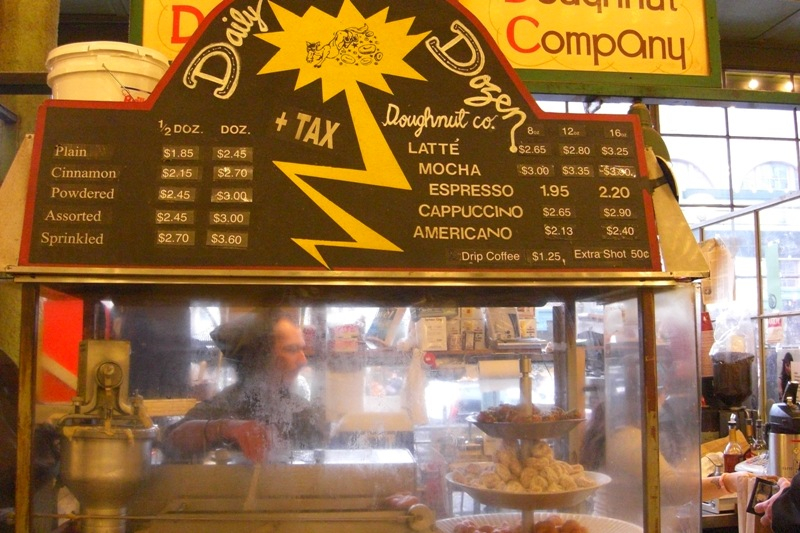 Doughnut
D
Company
Daily
Dozen
Doughnut co.
+ TAX
1/2 DOZ. DOZ.
Plain $1.85 $2.45
Cinnamon $2.15 $2.70
Powdered $2.45 $3.00
Assorted $2.45 $3.00
Sprinkled $2.70 $3.60
8oz 12oz 16oz
LATTÉ $2.65 $2.80 $3.25
MOCHA $3.00 $3.35
ESPRESSO 1.95 2.20
CAPPUCCINO $2.65 $2.90
AMERICANO $2.13 $2.40
Drip Coffee $1.25 Extra Shot 50¢